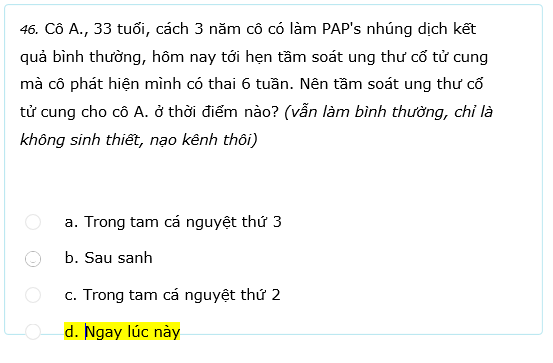 46. Cô A., 33 tuổi, cách 3 năm cô có làm PAP's nhúng dịch kết
quả bình thường, hôm nay tới hẹn tầm soát ung thư cổ tử cung
mà cô phát hiện mình có thai 6 tuần. Nên tầm soát ung thư cổ
tử cung cho cô A. ở thời điểm nào? (vẫn làm bình thường, chỉ là
không sinh thiết, nạo kênh thôi)
a. Trong tam cá nguyệt thứ 3
b. Sau sanh
c. Trong tam cá nguyệt thứ 2
d. Ngay lúc này